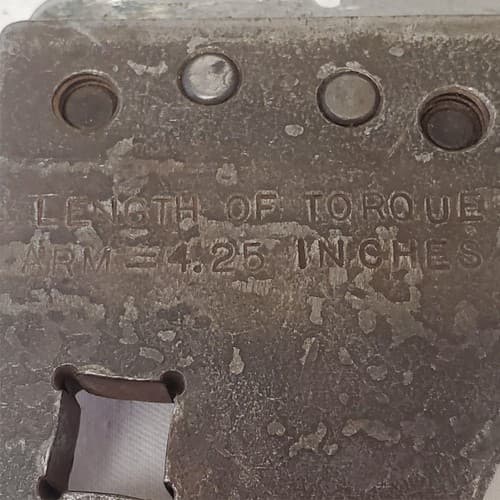 LENGTH OF TORQUE
ARM = 4.25 INCHES